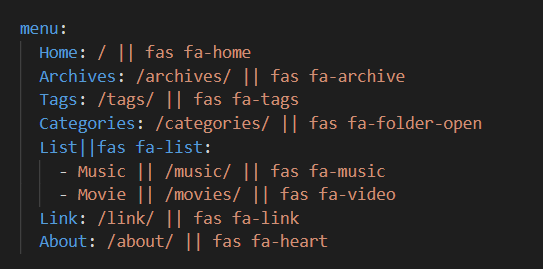 menu:
Home: / || fas fa-home
Archives: /archives/ || fas fa-archive
Tags: /tags/ || fas fa-tags
Categories: /categories/ || fas fa-folder-open
List||fas fa-list:
- Music || /music/ || fas fa-music
- Movie || /movies/ || fas fa-video
Link: /link/ || fas fa-link
About: /about/ || fas fa-heart